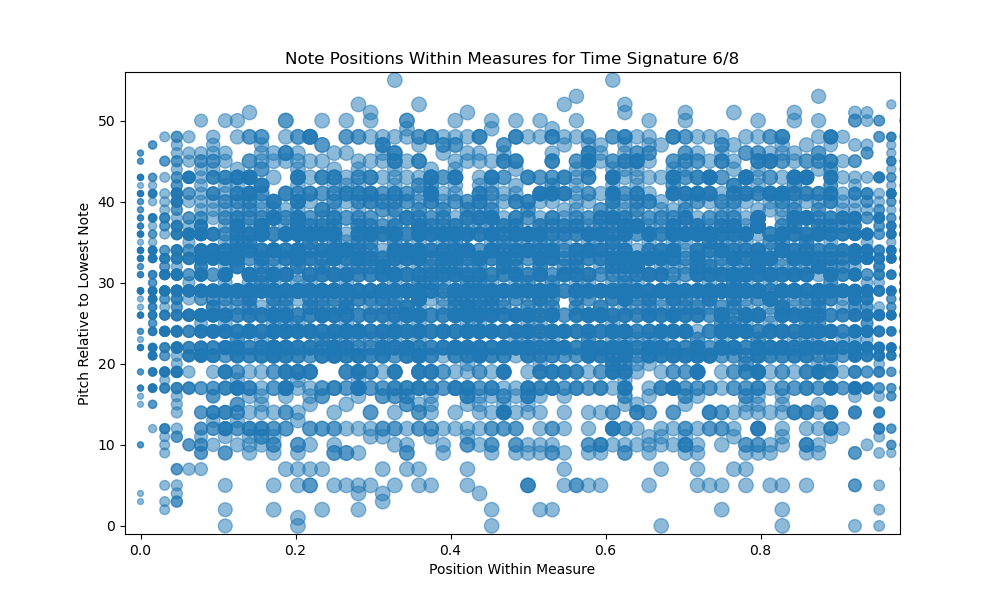 Note Positions Within Measures for Time Signature 6/8
Pitch Relative to Lowest Note
50
40
30
20
10
0
0.0 0.2 0.4 0.6 0.8
Position Within Measure